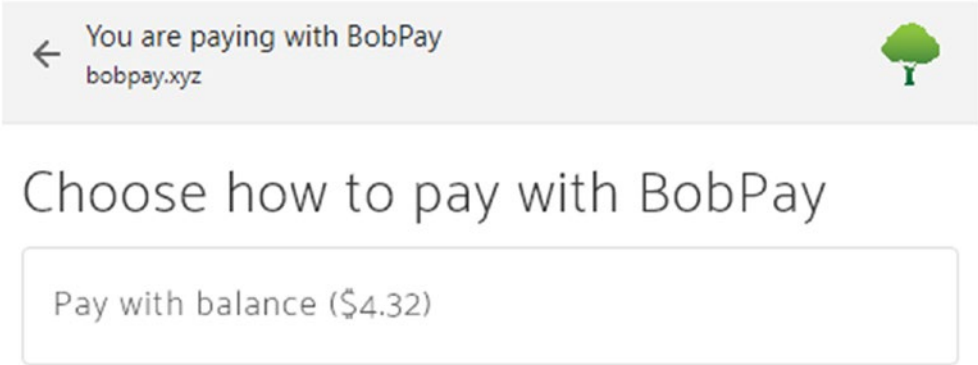 You are paying with BobPay
bobpay.xyz
Choose how to pay with BobPay
Pay with balance ($4.32)